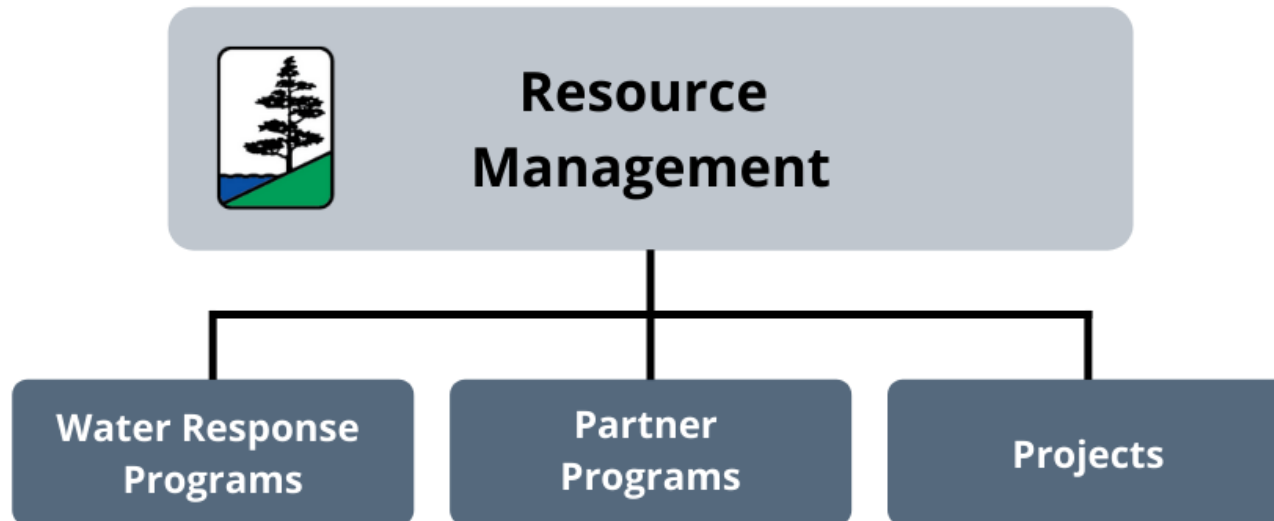 Resource
Management
Water Response
Programs
Partner
Programs
Projects